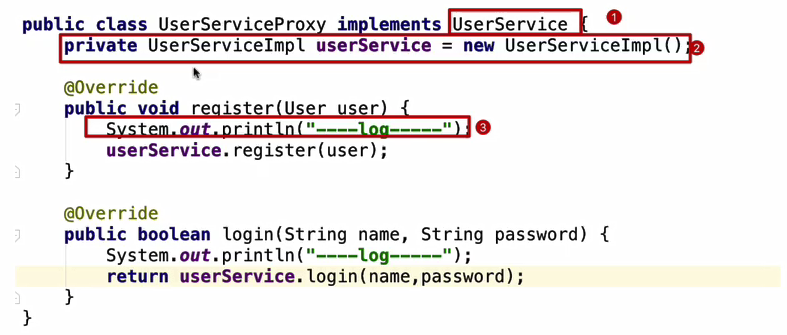 public class UserServiceProxy implements UserService { 1
private UserServiceImpl userService = new UserServiceImpl(); 2
@Override
public void register(User user) {
System.out.println("----log-----"); 3
userService.register(user);
}
@Override
public boolean login(String name, String password) {
System.out.println("----log-----");
return userService.login(name,password);
}
}